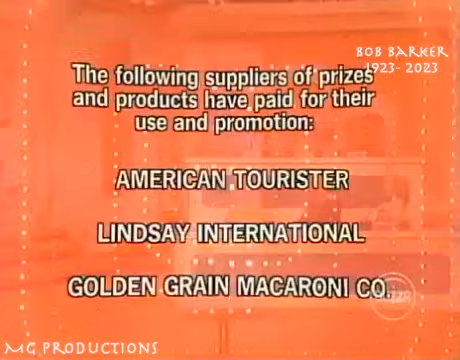 BOB BARKER
1923-2023
The following suppliers of prizes
and products have paid for their
use and promotion:
AMERICAN TOURISTER
LINDSAY INTERNATIONAL
GOLDEN GRAIN MACARONI CO.
BUZZR
MG PRODUCTIONS